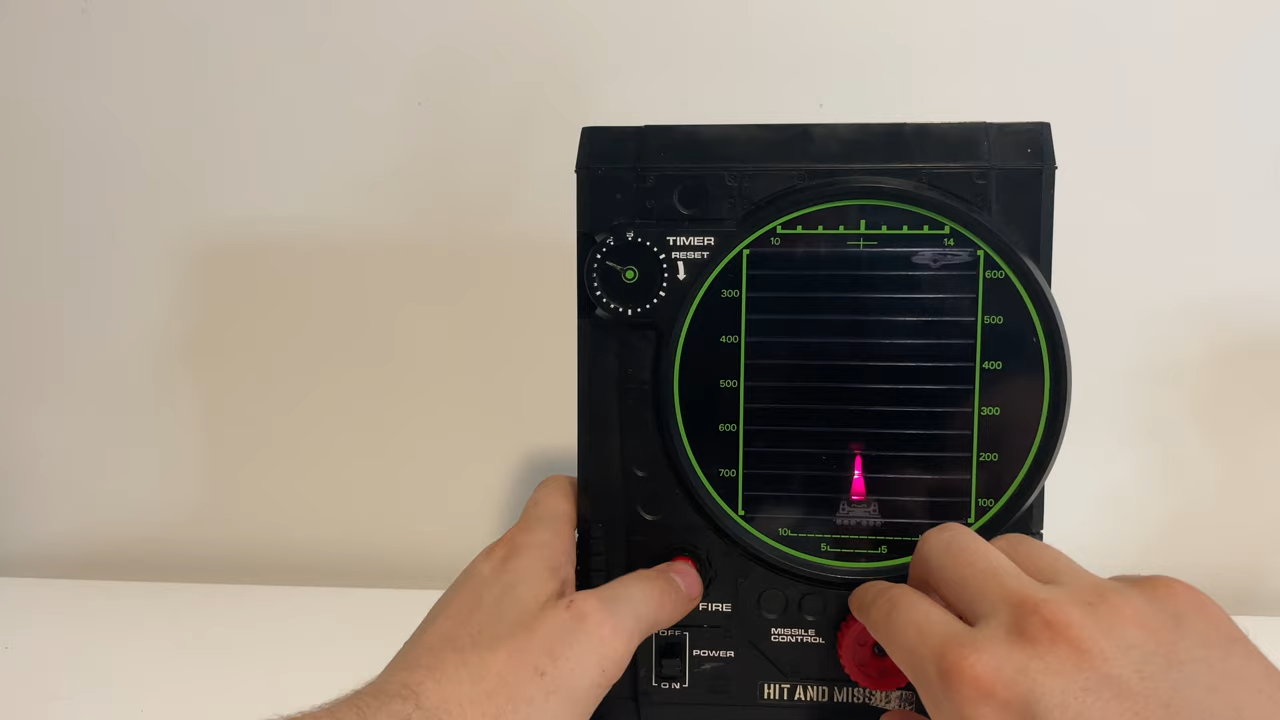 TIMER
RESET
10 14
300
400
500
600
700
600
500
400
300
200
100
10
5 5
FIRE
OFF
POWER
ON
MISSILE
CONTROL
HIT AND MISSILE